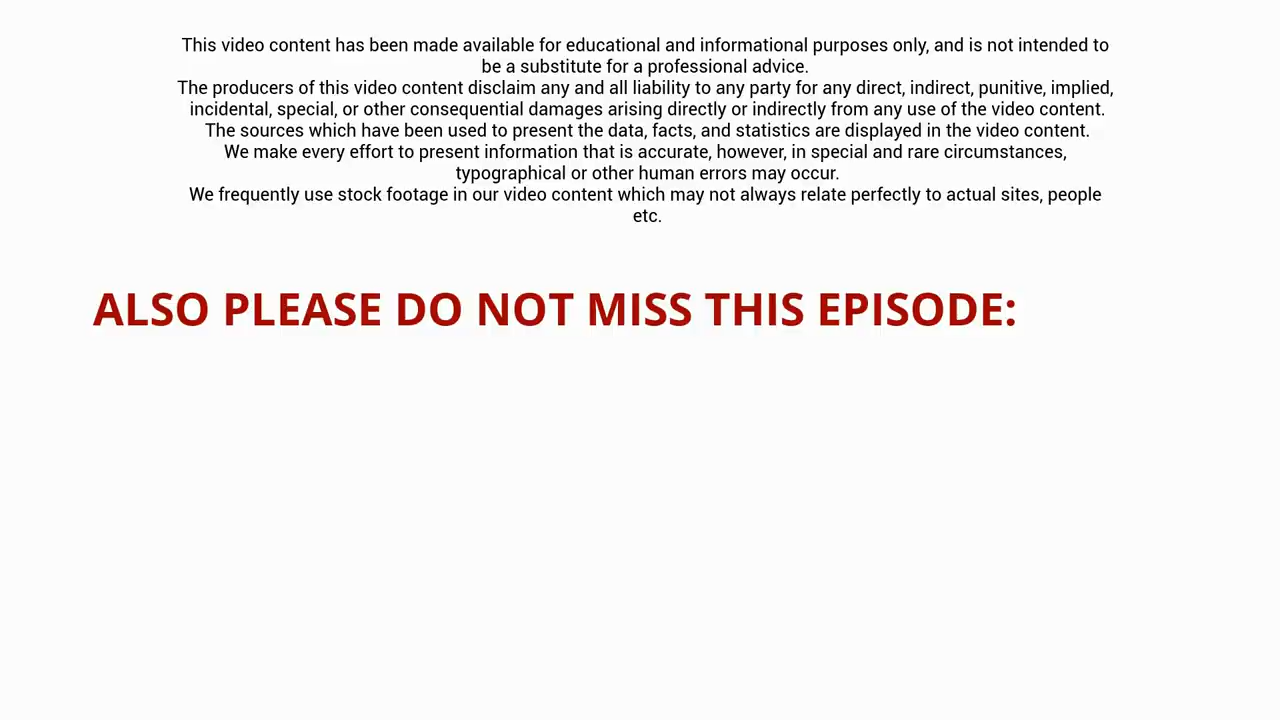 This video content has been made available for educational and informational purposes only, and is not intended to
be a substitute for a professional advice.
The producers of this video content disclaim any and all liability to any party for any direct, indirect, punitive, implied,
incidental, special, or other consequential damages arising directly or indirectly from any use of the video content.
The sources which have been used to present the data, facts, and statistics are displayed in the video content.
We make every effort to present information that is accurate, however, in special and rare circumstances,
typographical or other human errors may occur.
We frequently use stock footage in our video content which may not always relate perfectly to actual sites, people
etc.
ALSO PLEASE DO NOT MISS THIS EPISODE: